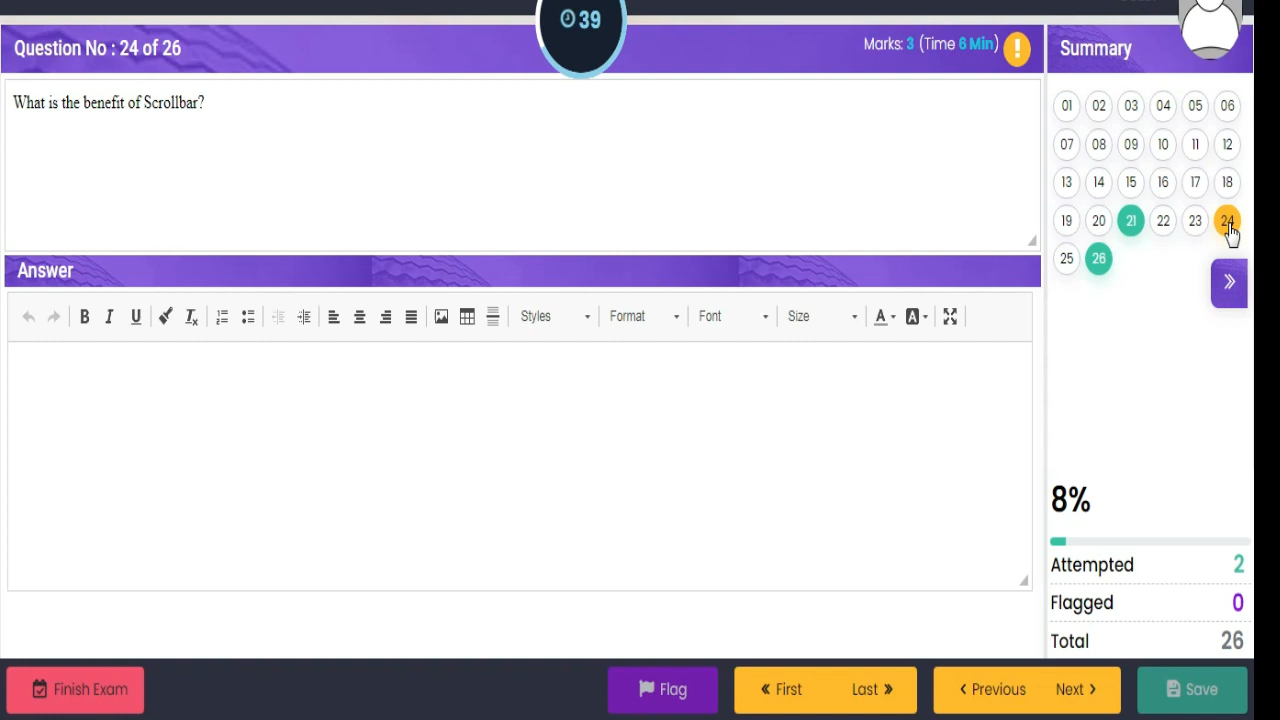 39
Question No : 24 of 26
Marks: 3 (Time 6 Min)
Summary
What is the benefit of Scrollbar?
01 02 03 04 05 06
07 08 09 10 11 12
13 14 15 16 17 18
19 20 21 22 23 24
25 26
Answer
B I U Styles Format Font Size A A
8%
Attempted 2
Flagged 0
Total 26
Finish Exam Flag First Last Previous Next Save